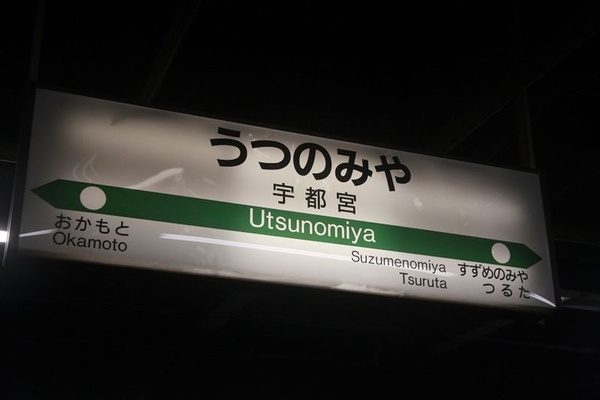 うつのみや
宇都宮
Utsunomiya
おかもと
Okamoto
Suzumenomiya すずめのみや
Tsuruta つるた